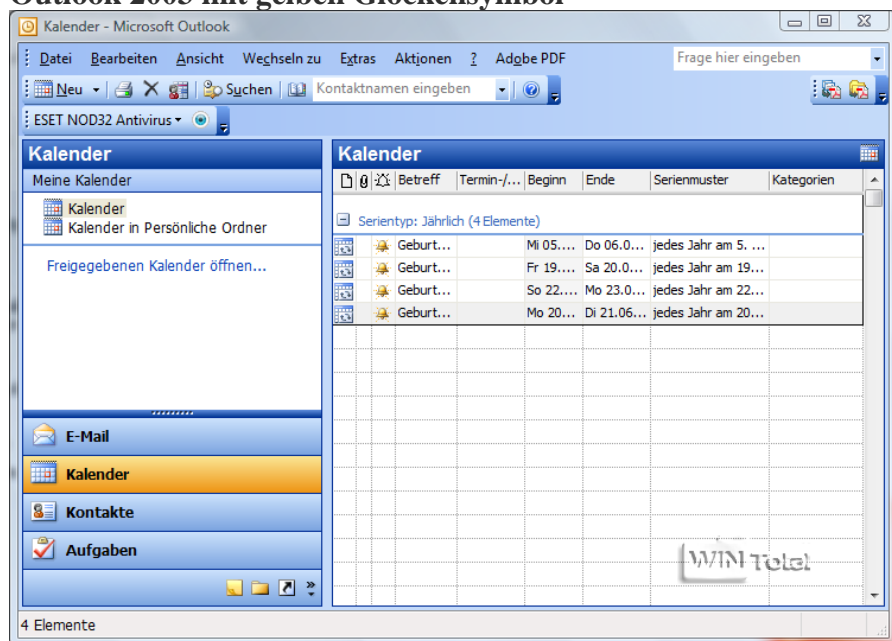 Outlook 2003 mit gelben Glockensymbol
Kalender - Microsoft Outlook
Datei Bearbeiten Ansicht Wechseln zu Extras Aktionen ? Adobe PDF Frage hier eingeben
Neu Suchen Kontaktnamen eingeben
ESET NOD32 Antivirus
Kalender
Meine Kalender
Kalender
Kalender in Persönliche Ordner
Freigegebenen Kalender öffnen...
E-Mail
Kalender
Kontakte
Aufgaben
Kalender
Betreff Termin-/... Beginn Ende Serienmuster Kategorien
Serientyp: Jährlich (4 Elemente)
Geburt... Mi 05.... Do 06.0... jedes Jahr am 5. ...
Geburt... Fr 19.... Sa 20.0... jedes Jahr am 19...
Geburt... So 22.... Mo 23.0... jedes Jahr am 22...
Geburt... Mo 20... Di 21.06... jedes Jahr am 20...
WIN Total
4 Elemente